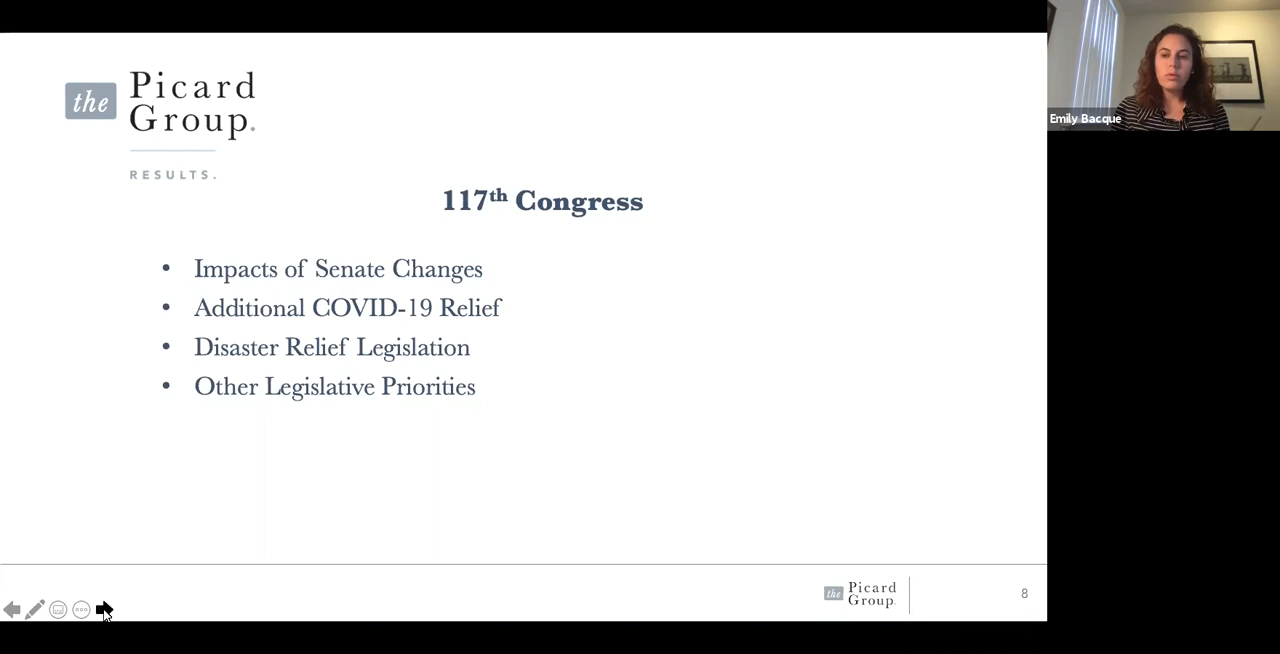 the Picard
Group.
RESULTS.
117th Congress
• Impacts of Senate Changes
• Additional COVID-19 Relief
• Disaster Relief Legislation
• Other Legislative Priorities
the Picard
Group.
8
Emily Bacque